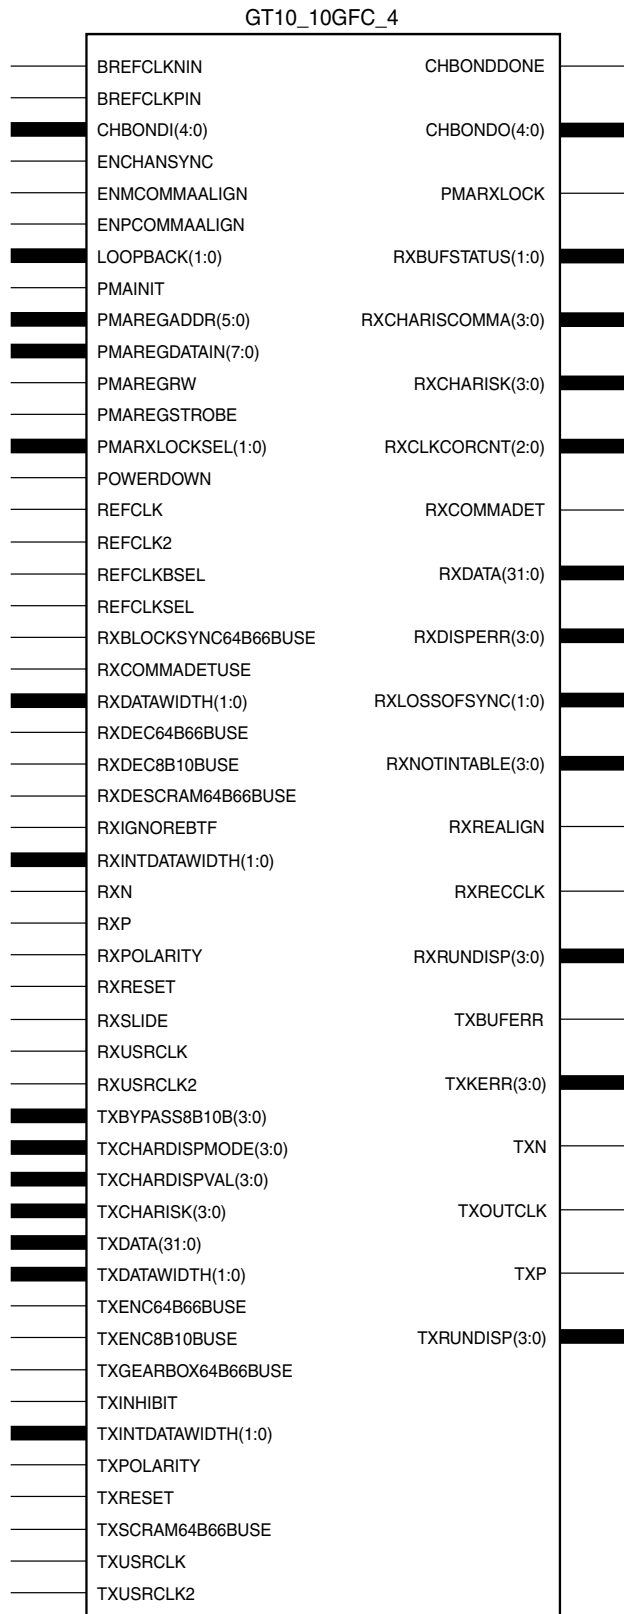 GT10_10GFC_4
BREFCLKNIN
BREFCLKPIN
CHBONDI(4:0)
ENCHANSYNC
ENMCOMMAALIGN
ENPCOMMAALIGN
LOOPBACK(1:0)
PMAINIT
PMAREGADDR(5:0)
PMAREGDATAIN(7:0)
PMAREGRW
PMAREGSTROBE
PMARXLOCKSEL(1:0)
POWERDOWN
REFCLK
REFCLK2
REFCLKBSEL
REFCLKSEL
RXBLOCKSYNC64B66BUSE
RXCOMMADETUSE
RXDATAWIDTH(1:0)
RXDEC64B66BUSE
RXDEC8B10BUSE
RXDESCRAM64B66BUSE
RXIGNOREBTF
RXINTDATAWIDTH(1:0)
RXN
RXP
RXPOLARITY
RXRESET
RXSLIDE
RXUSRCLK
RXUSRCLK2
TXBYPASS8B10B(3:0)
TXCHARDISPMODE(3:0)
TXCHARDISPVAL(3:0)
TXCHARISK(3:0)
TXDATA(31:0)
TXDATAWIDTH(1:0)
TXENC64B66BUSE
TXENC8B10BUSE
TXGEARBOX64B66BUSE
TXINHIBIT
TXINTDATAWIDTH(1:0)
TXPOLARITY
TXRESET
TXSCRAM64B66BUSE
TXUSRCLK
TXUSRCLK2
CHBONDDONE
CHBONDO(4:0)
PMARXLOCK
RXBUFSTATUS(1:0)
RXCHARISCOMMA(3:0)
RXCHARISK(3:0)
RXCLKCORCNT(2:0)
RXCOMMADET
RXDATA(31:0)
RXDISPERR(3:0)
RXLOSSOFSYNC(1:0)
RXNOTINTABLE(3:0)
RXREALIGN
RXRECCLK
RXRUNDISP(3:0)
TXBUFERR
TXKERR(3:0)
TXN
TXOUTCLK
TXP
TXRUNDISP(3:0)